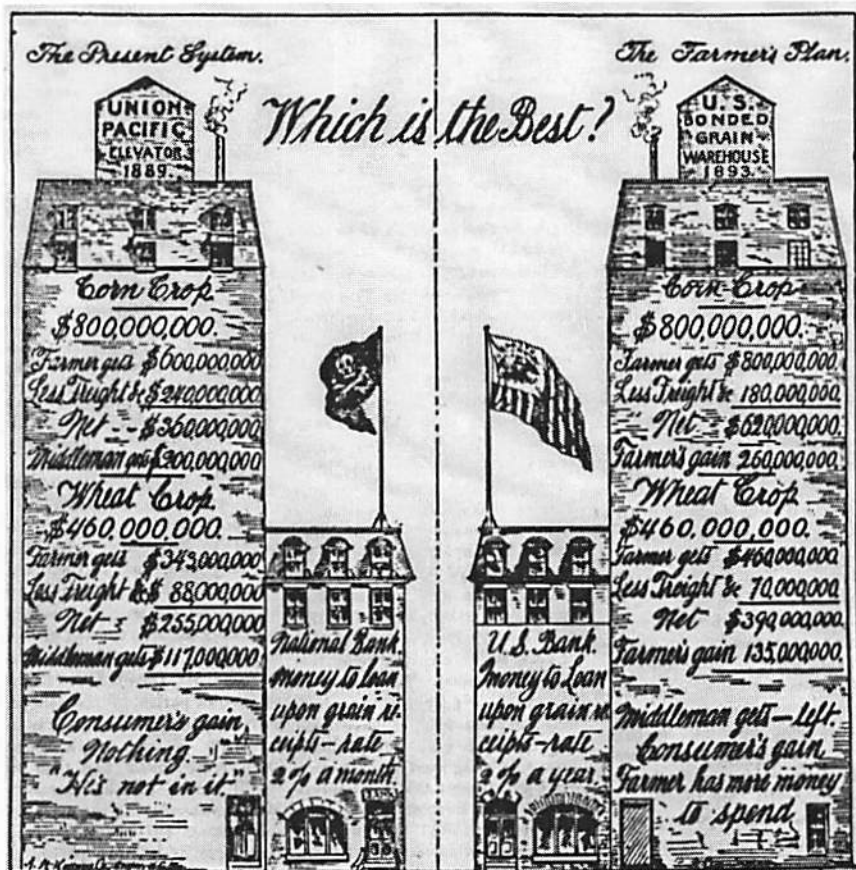 The Present System.
The Farmer's Plan.
Which is the Best?
UNION
PACIFIC
ELEVATOR
1889.
Corn Crop
$800,000,000.
Farmer gets $600,000,000
Less Freight &c $240,000,000
Net - $360,000,000
Middleman gets $200,000,000
Wheat Crop
$460,000,000.
Farmer gets $343,000,000
Less Freight &c $88,000,000
Net = $255,000,000
Middleman gets $117,000,000
Consumer's gain
Nothing.
"He's not in it."
National Bank.
money to loan
upon grain re-
ceipts-rate
2% a month.
BANK
U.S. Bank.
Money to Loan
upon grain re-
ceipts-rate
2% a year.
U.S.
BONDED
GRAIN
WAREHOUSE
1893.
Corn Crop
$800,000,000.
Farmer gets $800,000,000.
Less Freight &c 180,000,000
Net = $620,000,000.
Farmer's gain 260,000,000.
Wheat Crop
$460,000,000.
Farmer gets $460,000,000.
Less Freight &c 70,000,000.
Net $390,000,000.
Farmer's gain 135,000,000.
Middleman gets—left.
Consumer's gain
Farmer has more money
to spend